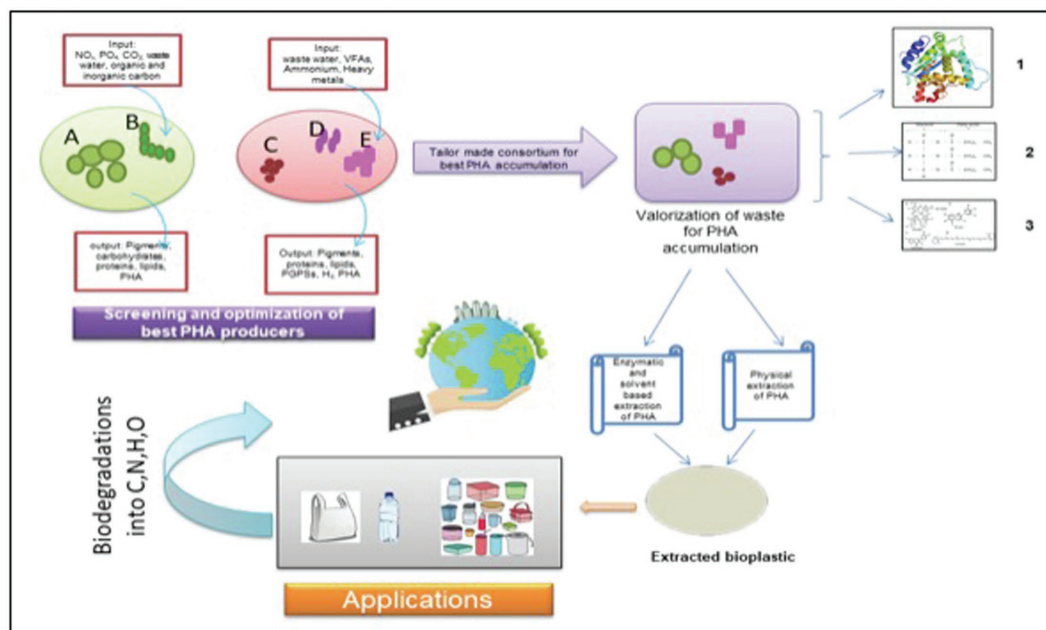 Input:
NOₓ, PO₄ CO₂, waste
water, organic and
inorganic carbon
A
B
output: Pigments,
carbohydrates,
proteins, lipids,
PHA
Input:
waste water, VFAs,
Ammonium, Heavy
metals
C
D
E
Output: Pigments,
proteins, lipids,
PGPSs, H₂, PHA
Screening and optimization of
best PHA producers
Tailor made consortium for
best PHA accumulation
Valorization of waste
for PHA
accumulation
1
2
3
Enzymatic
and
solvent
based
extraction
of PHA
Physical
extraction
of PHA
Extracted bioplastic
Biodegradations
into C,N,H,O
Applications